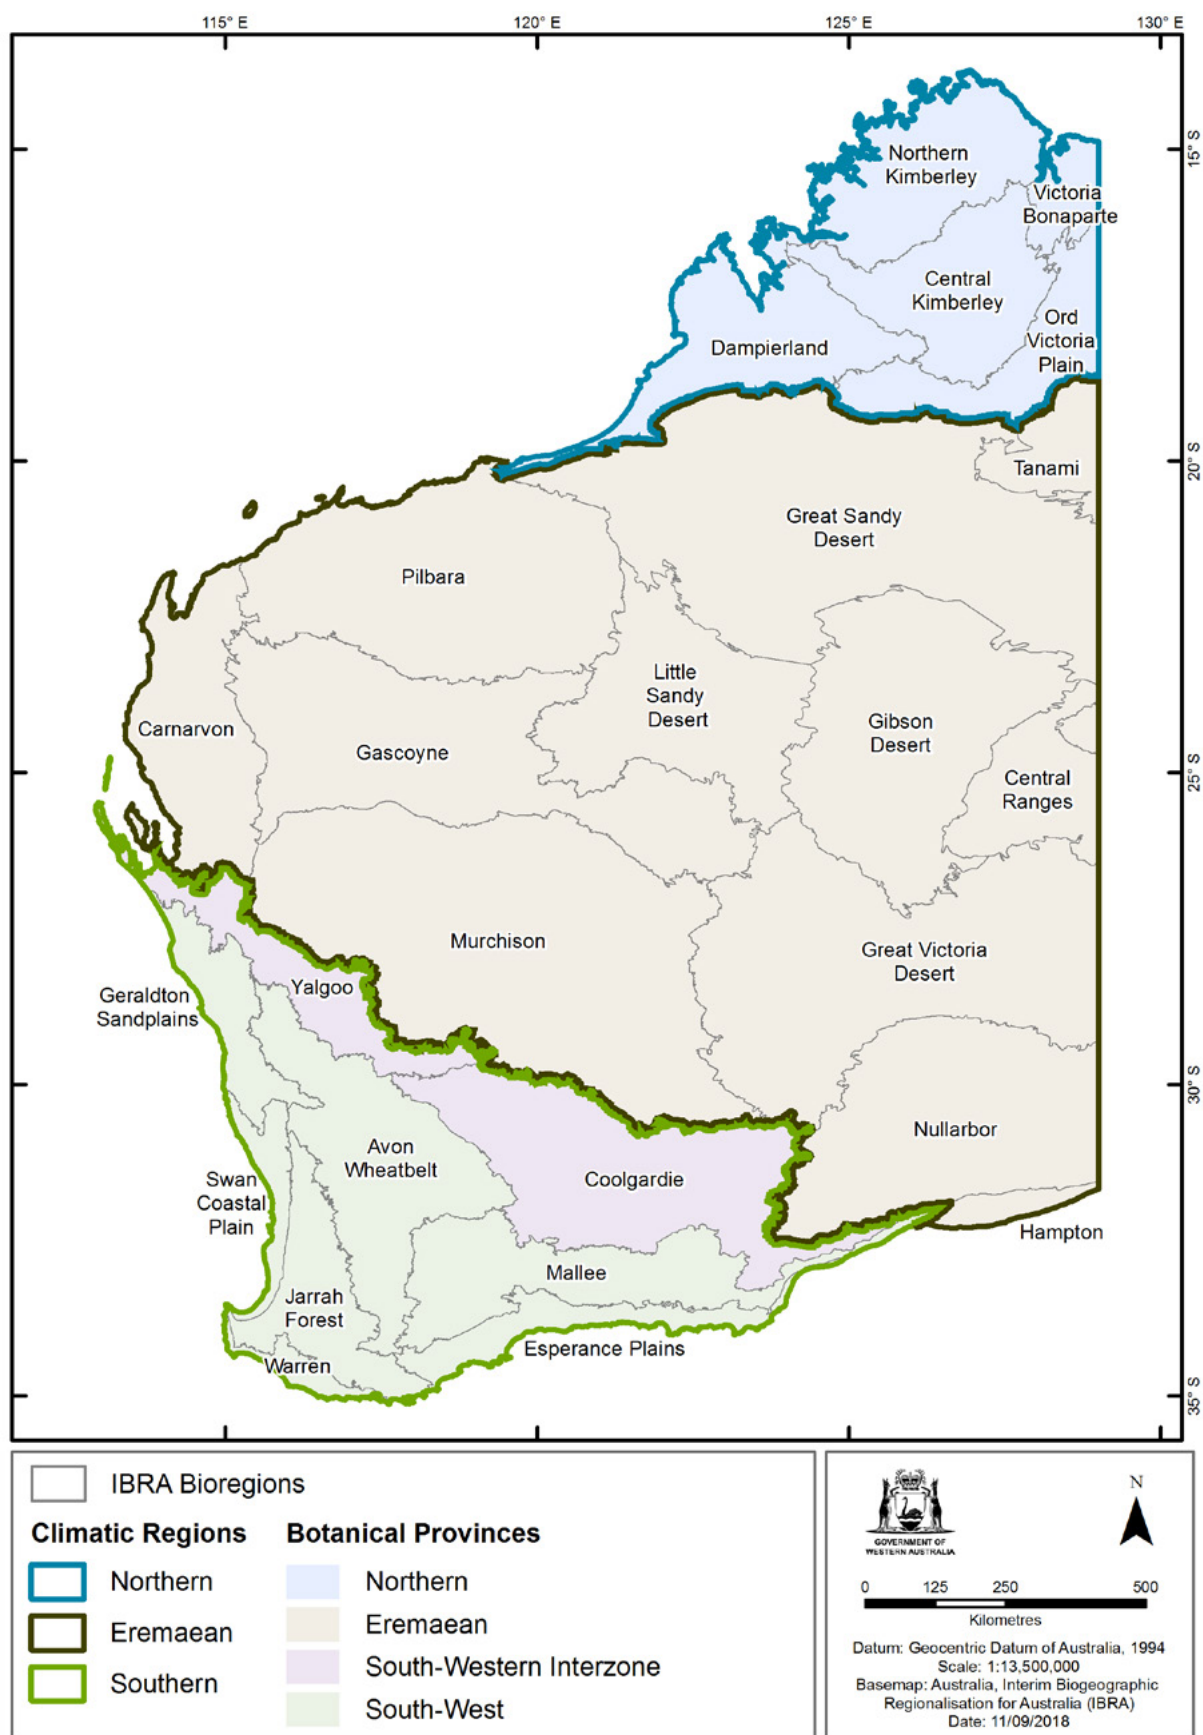 115° E
120° E
125° E
130° E
15° S
20° S
25° S
30° S
35° S
Northern
Kimberley
Victoria
Bonaparte
Central
Kimberley
Ord
Victoria
Plain
Dampierland
Tanami
Great Sandy
Desert
Pilbara
Little
Sandy
Desert
Carnarvon
Gascoyne
Gibson
Desert
Central
Ranges
Murchison
Great Victoria
Desert
Yalgoo
Geraldton
Sandplains
Nullarbor
Avon
Wheatbelt
Coolgardie
Swan
Coastal
Plain
Hampton
Mallee
Jarrah
Forest
Esperance Plains
Warren
IBRA Bioregions
Climatic Regions
Northern
Eremaean
Southern
Botanical Provinces
Northern
Eremaean
South-Western Interzone
South-West
GOVERNMENT OF
WESTERN AUSTRALIA
N
0 125 250 500
Kilometres
Datum: Geocentric Datum of Australia, 1994
Scale: 1:13,500,000
Basemap: Australia, Interim Biogeographic
Regionalisation for Australia (IBRA)
Date: 11/09/2018